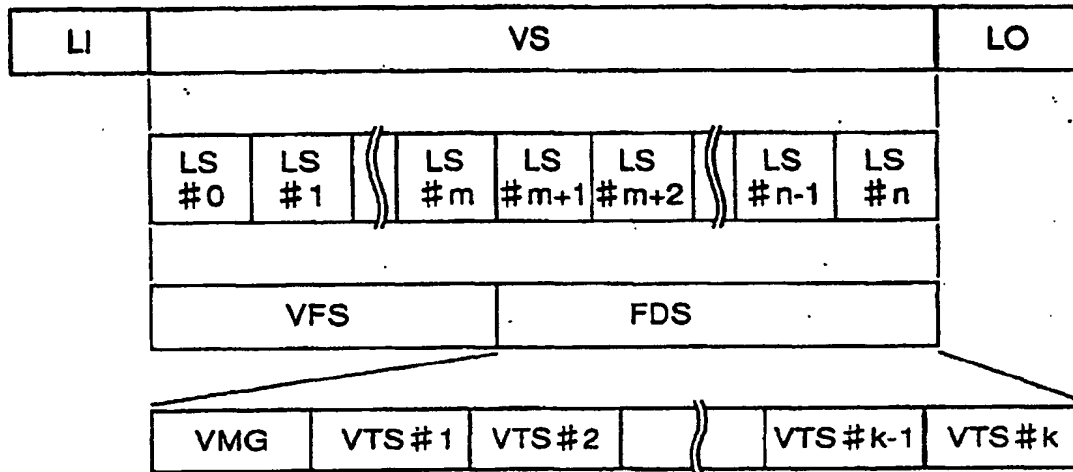 LI VS LO
LS #0 LS #1 LS #m LS #m+1 LS #m+2 LS #n-1 LS #n
VFS FDS
VMG VTS#1 VTS#2 VTS#k-1 VTS#k